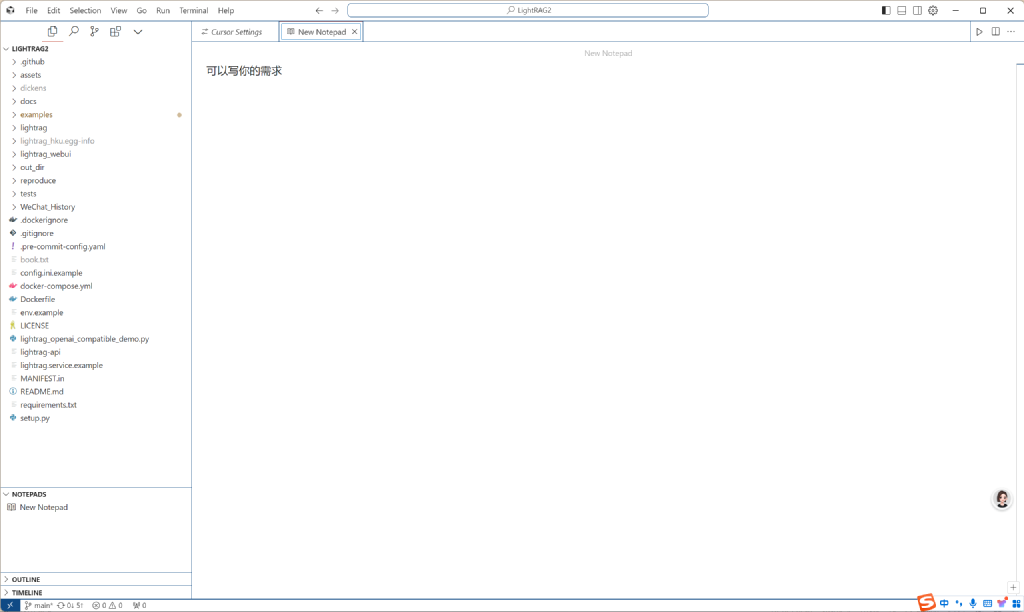 File Edit Selection View Go Run Terminal Help
LightRAG2
Cursor Settings
New Notepad
LIGHTRAG2
.github
assets
dickens
docs
examples
lightrag
lightrag_hku.egg-info
lightrag_webui
out_dir
reproduce
tests
WeChat_History
.dockerignore
.gitignore
.pre-commit-config.yaml
book.txt
config.ini.example
docker-compose.yml
Dockerfile
env.example
LICENSE
lightrag_openai_compatible_demo.py
lightrag-api
lightrag.service.example
MANIFEST.in
README.md
requirements.txt
setup.py
NOTEPADS
New Notepad
OUTLINE
TIMELINE
New Notepad
可以写你的需求
main* 0↓ 5↑ 0 0 0
中